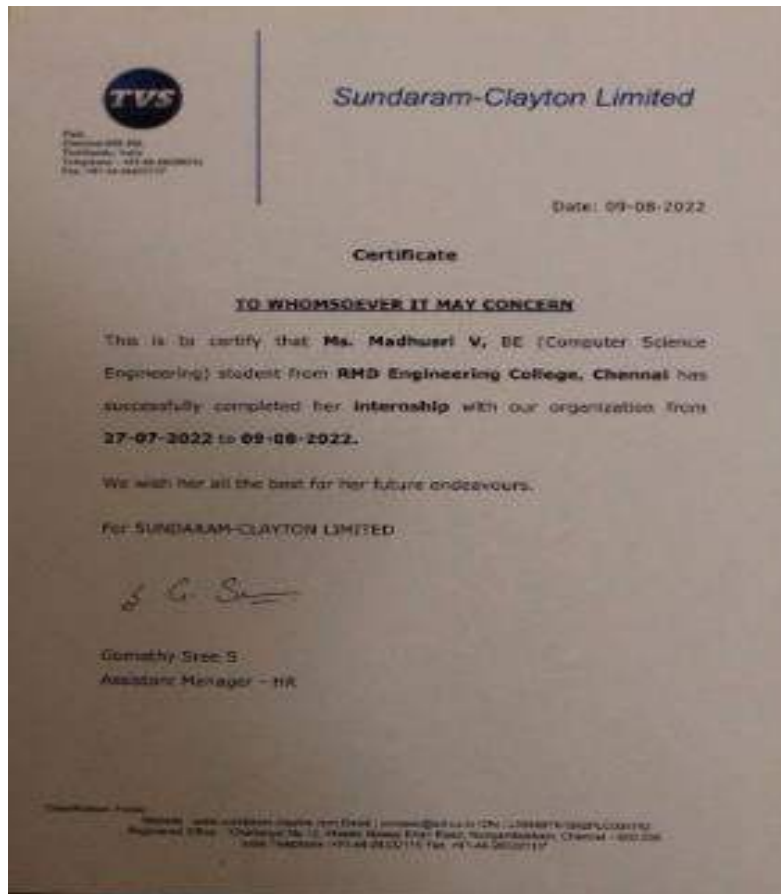 TVS
Sundaram-Clayton Limited
Date: 09-08-2022
Certificate
TO WHOMSOEVER IT MAY CONCERN
This is to certify that Ms. Madhusri V, BE (Computer Science
Engineering) student from RMD Engineering College, Chennai has
successfully completed her internship with our organization from
27-07-2022 to 09-08-2022.
We wish her all the best for her future endeavours.
For SUNDARAM-CLAYTON LIMITED
Gomathy Sree S
Assistant Manager - HR